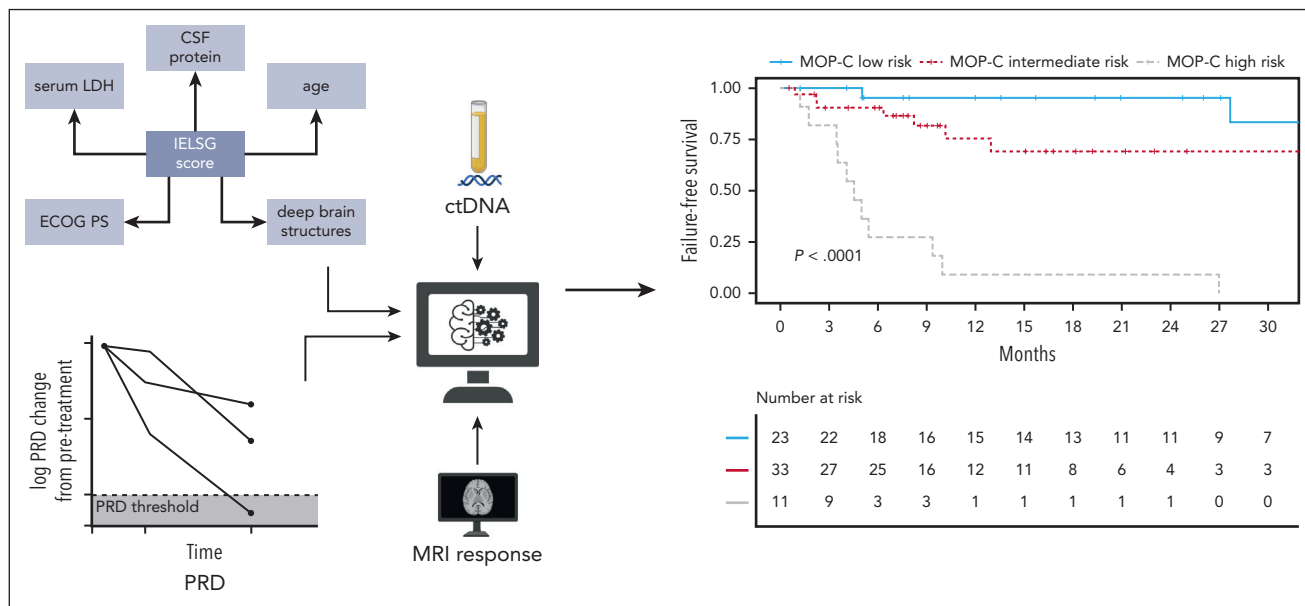 CSF
protein
serum LDH
age
IELSG
score
ECOG PS
deep brain
structures
log PRD change
from pre-treatment
PRD threshold
Time
PRD
ctDNA
MRI response
MOP-C low risk MOP-C intermediate risk MOP-C high risk
Failure-free survival
1.00
0.75
0.50
0.25
0.00
P < .0001
0 3 6 9 12 15 18 21 24 27 30
Months
Number at risk
23 22 18 16 15 14 13 11 11 9 7
33 27 25 16 12 11 8 6 4 3 3
11 9 3 3 1 1 1 1 1 0 0